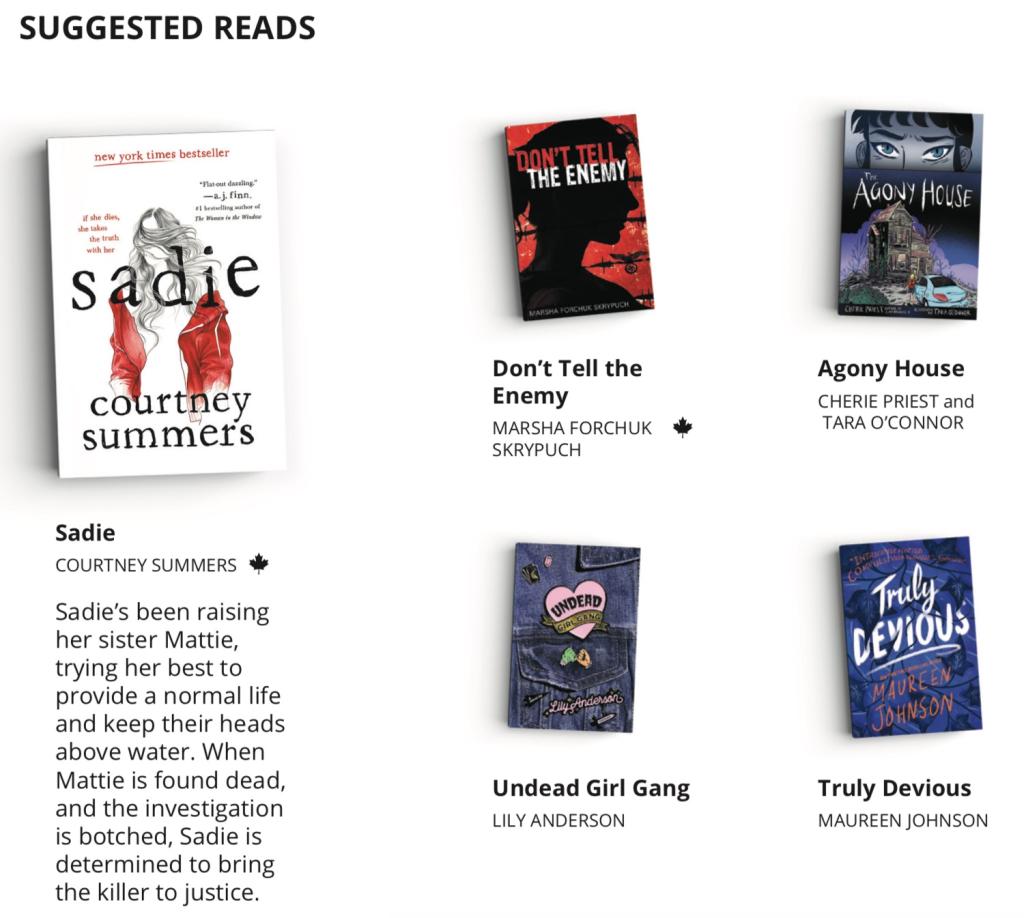 SUGGESTED READS
new york times bestseller
"Flat-out dazzling."
—a.j. finn,
#1 bestselling author of
The Woman in the Window
if she dies,
she takes
the truth
with her
sadie
courtney
summers
Sadie
COURTNEY SUMMERS
Sadie’s been raising
her sister Mattie,
trying her best to
provide a normal life
and keep their heads
above water. When
Mattie is found dead,
and the investigation
is botched, Sadie is
determined to bring
the killer to justice.
DON'T TELL
THE ENEMY
MARSHA FORCHUK SKRYPUCH
Don’t Tell the
Enemy
MARSHA FORCHUK
SKRYPUCH
The
AGONY HOUSE
CHERIE PRIEST
TARA O'CONNOR
Agony House
CHERIE PRIEST and
TARA O’CONNOR
UNDEAD
GIRL GANG
Lily Anderson
Undead Girl Gang
LILY ANDERSON
Truly
DEVIOUS
MAUREEN
JOHNSON
Truly Devious
MAUREEN JOHNSON